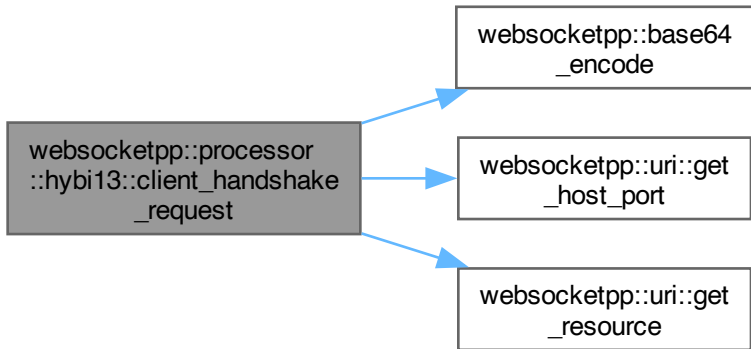 websocketpp::base64
_encode
websocketpp::processor
::hybi13::client_handshake
_request
websocketpp::uri::get
_host_port
websocketpp::uri::get
_resource